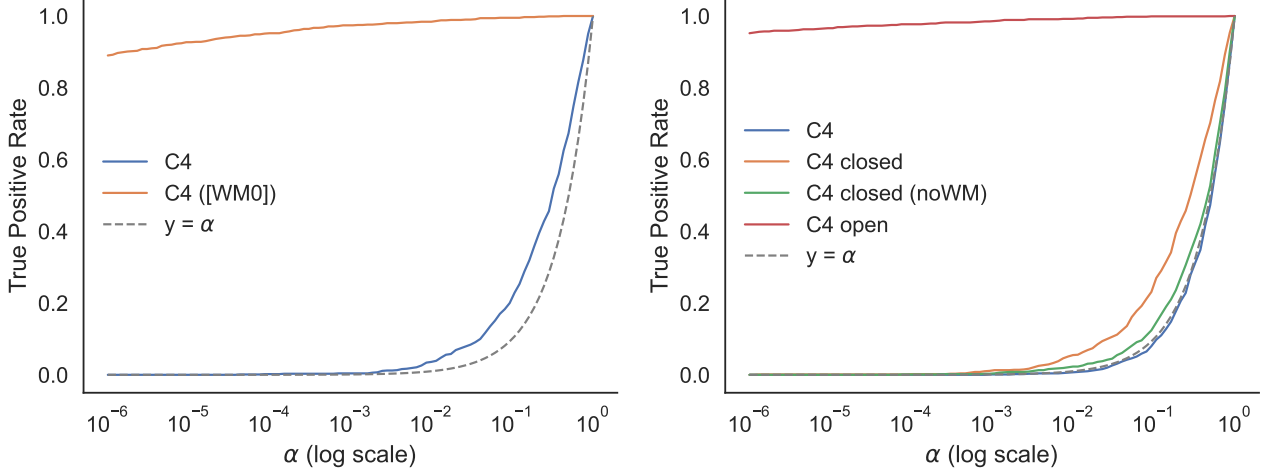 1.0
0.8
0.6
0.4
0.2
0.0
True Positive Rate
C4
C4 ([WM0])
y = α
10⁻⁶ 10⁻⁵ 10⁻⁴ 10⁻³ 10⁻² 10⁻¹ 10⁰
α (log scale)
1.0
0.8
0.6
0.4
0.2
0.0
True Positive Rate
C4
C4 closed
C4 closed (noWM)
C4 open
y = α
10⁻⁶ 10⁻⁵ 10⁻⁴ 10⁻³ 10⁻² 10⁻¹ 10⁰
α (log scale)